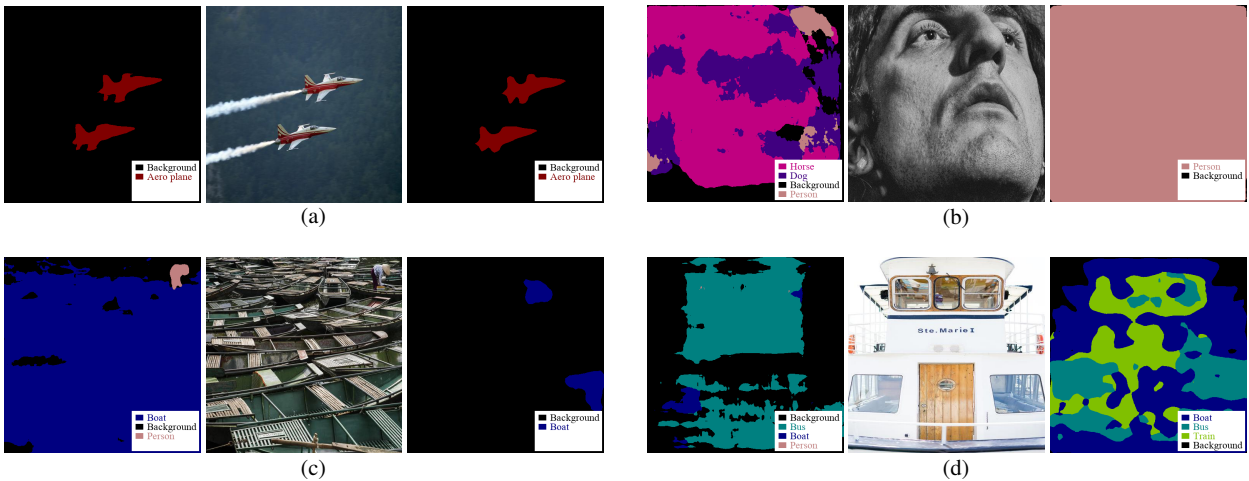 Background
Aero plane
Background
Aero plane
(a)
Horse
Dog
Background
Person
Person
Background
(b)
Boat
Background
Person
Background
Boat
(c)
Background
Bus
Boat
Person
Ste. Marie I
Boat
Bus
Tram
Background
(d)